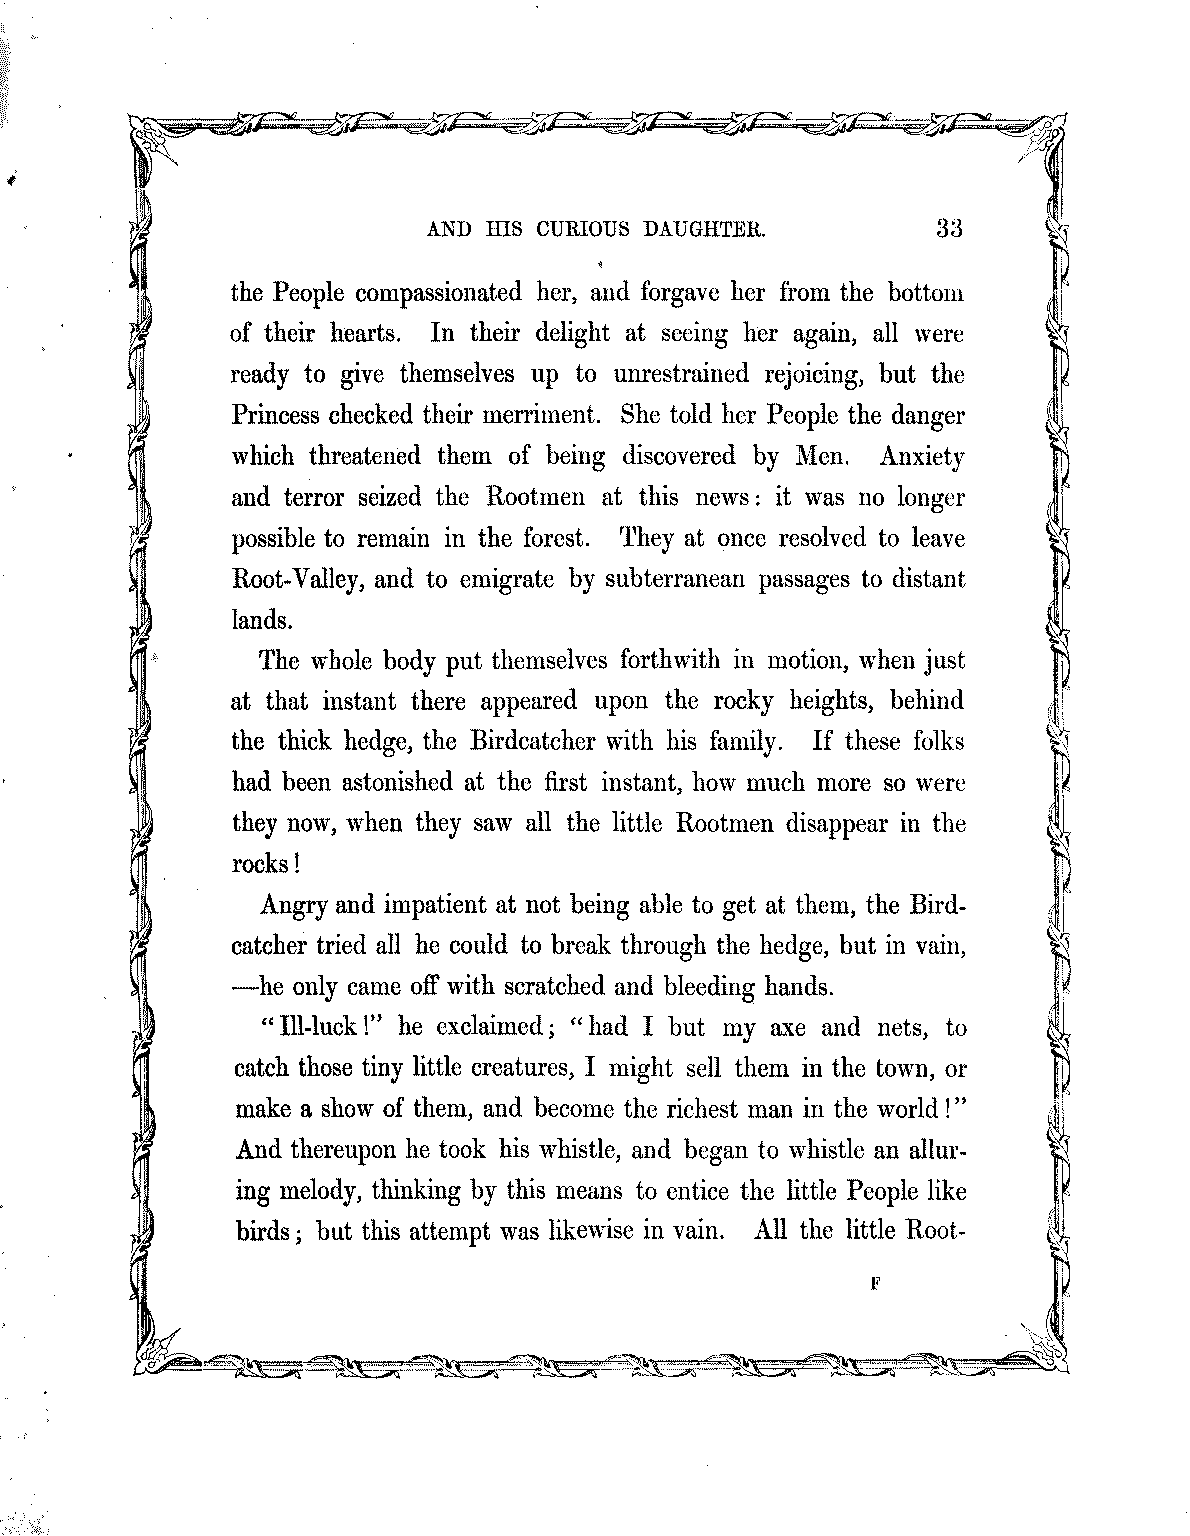 AND HIS CURIOUS DAUGHTER. 33
the People compassionated her, and forgave her from the bottom
of their hearts. In their delight at seeing her again, all were
ready to give themselves up to unrestrained rejoicing, but the
Princess checked their merriment. She told her People the danger
which threatened them of being discovered by Men. Anxiety
and terror seized the Rootmen at this news: it was no longer
possible to remain in the forest. They at once resolved to leave
Root-Valley, and to emigrate by subterranean passages to distant
lands.
The whole body put themselves forthwith in motion, when just
at that instant there appeared upon the rocky heights, behind
the thick hedge, the Birdcatcher with his family. If these folks
had been astonished at the first instant, how much more so were
they now, when they saw all the little Rootmen disappear in the
rocks!
Angry and impatient at not being able to get at them, the Bird-
catcher tried all he could to break through the hedge, but in vain,
—he only came off with scratched and bleeding hands.
"Ill-luck!" he exclaimed; "had I but my axe and nets, to
catch those tiny little creatures, I might sell them in the town, or
make a show of them, and become the richest man in the world!"
And thereupon he took his whistle, and began to whistle an allur-
ing melody, thinking by this means to entice the little People like
birds; but this attempt was likewise in vain. All the little Root-
F